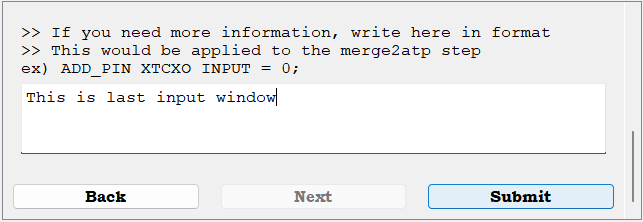 >> If you need more information, write here in format
>> This would be applied to the merge2atp step
ex) ADD_PIN XTCXO INPUT = 0;
This is last input window
Back Next Submit